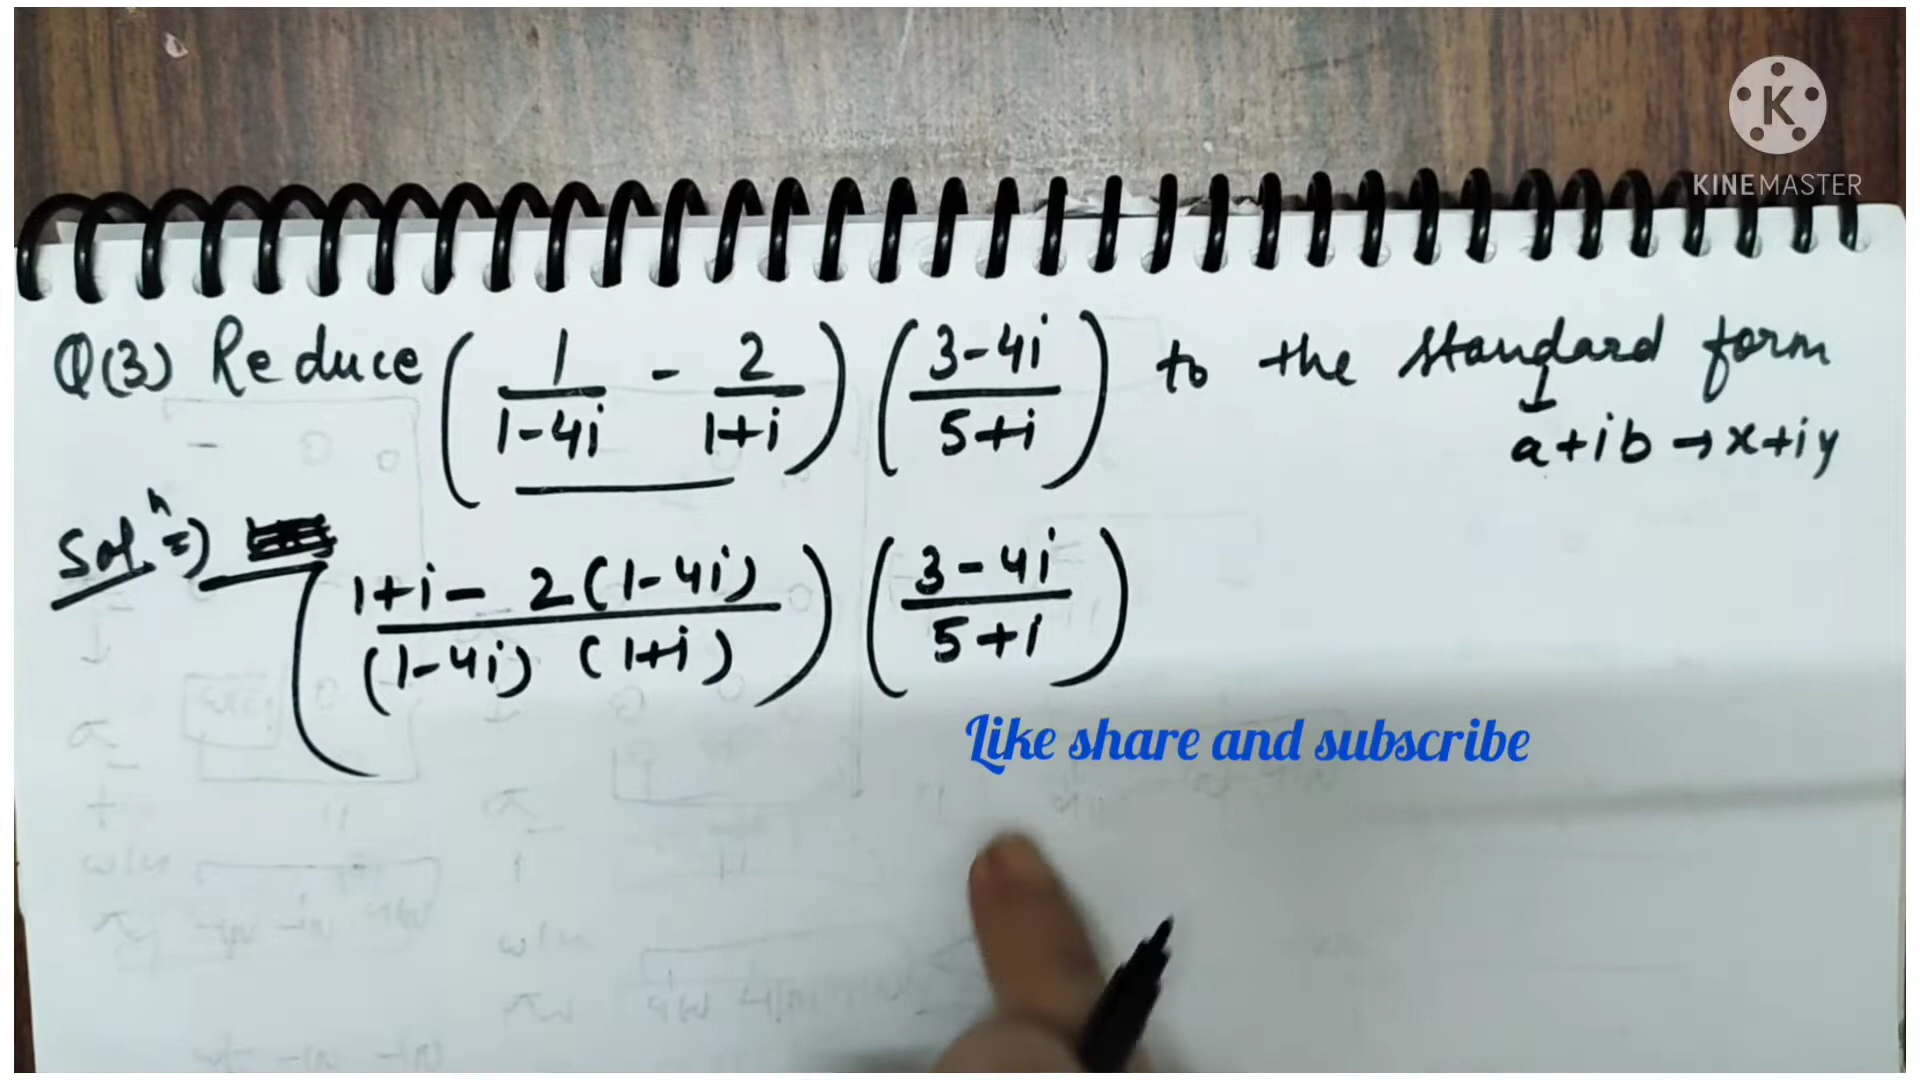 KINEMASTER
Q(3) Reduce (1/(1-4i) - 2/(1+i)) ((3-4i)/(5+i)) to the standard form
a+ib→x+iy
Solⁿ⇒ ((1+i- 2(1-4i))/((1-4i) (1+i))) ((3-4i)/(5+i))
Like share and subscribe